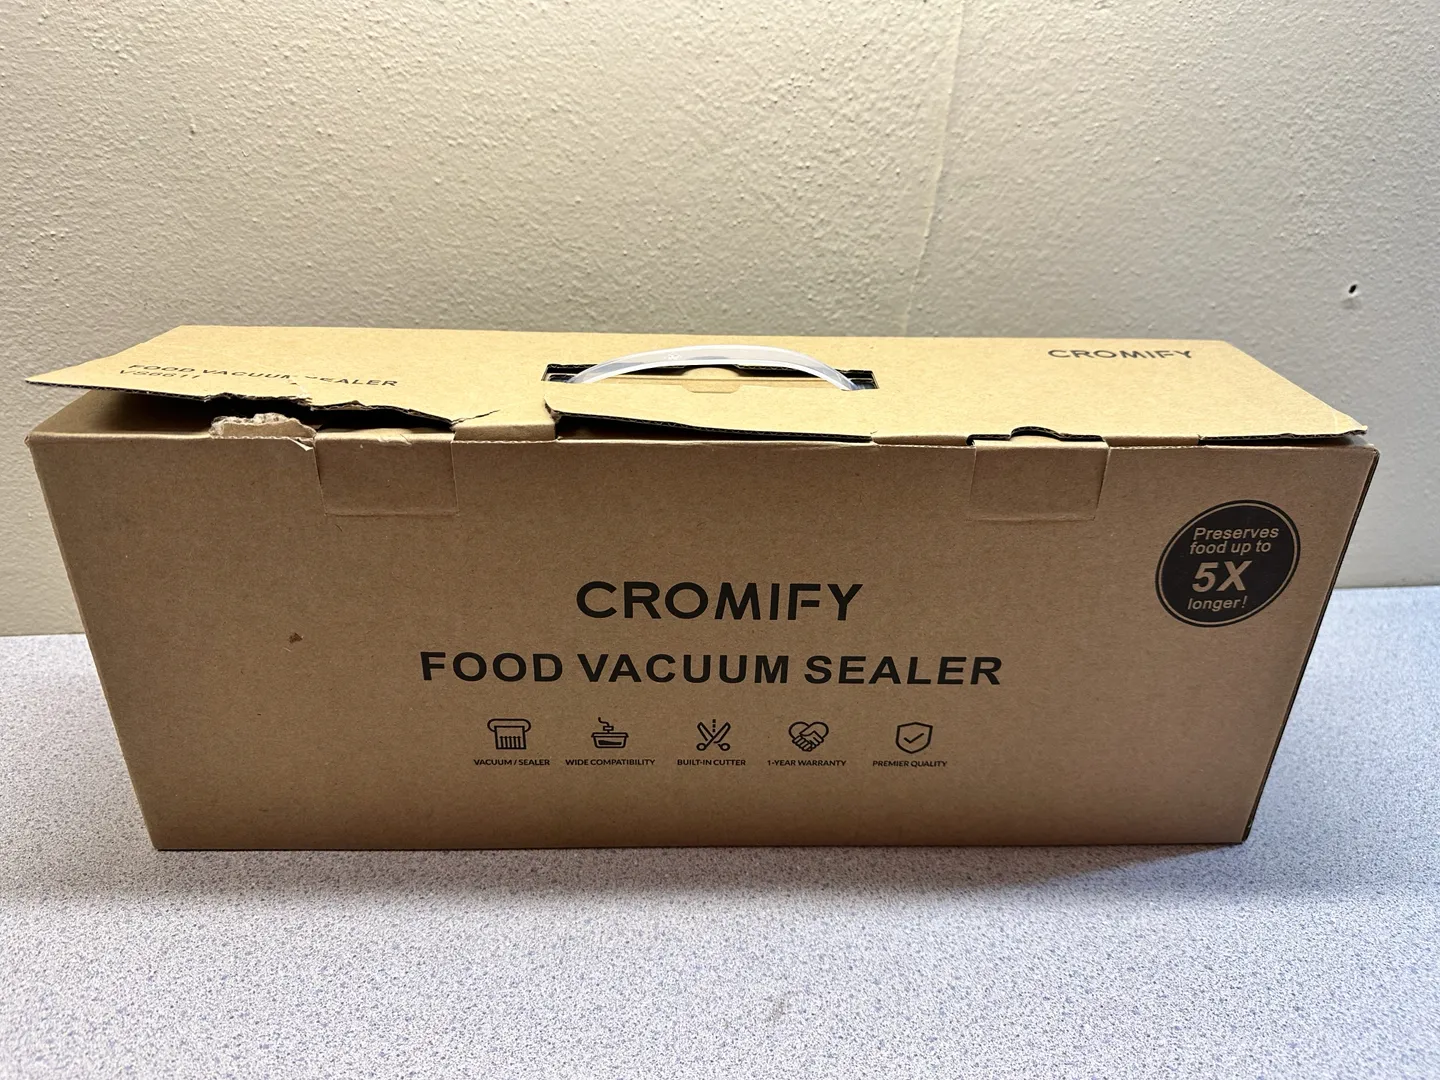 CROMIFY
FOOD VACUUM SEALER
CROMIFY
FOOD VACUUM SEALER
Preserves
food up to
5X
longer!
VACUUM / SEALER
WIDE COMPATIBILITY
BUILT-IN CUTTER
1-YEAR WARRANTY
PREMIER QUALITY